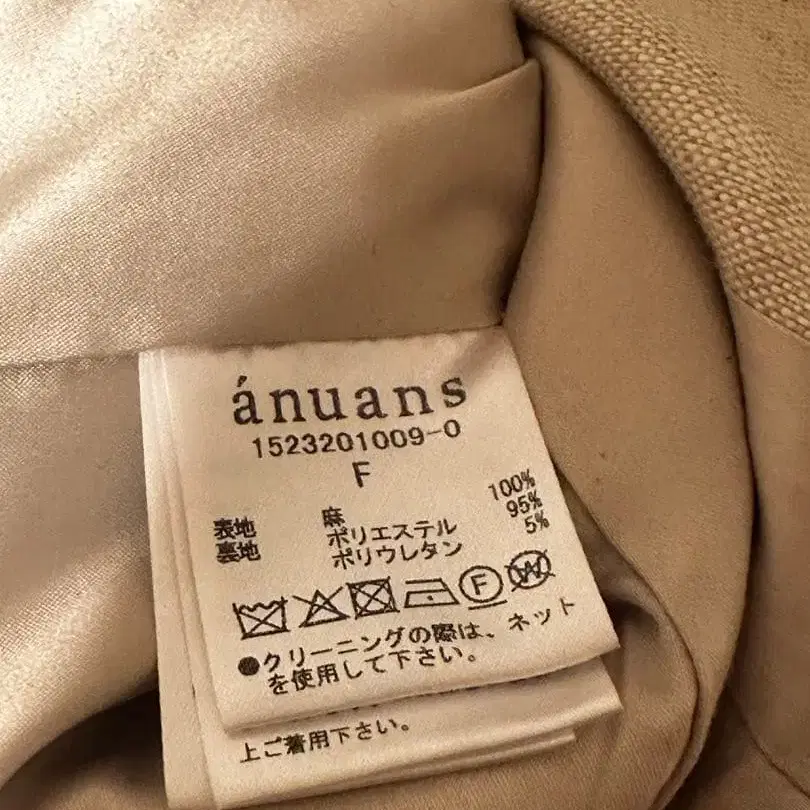 ánuans
1523201009-0
F
表地 麻 100%
裏地 ポリエステル 95%
ポリウレタン 5%
F W
●クリーニングの際は、ネット
を使用して下さい。
上ご着用下さい。